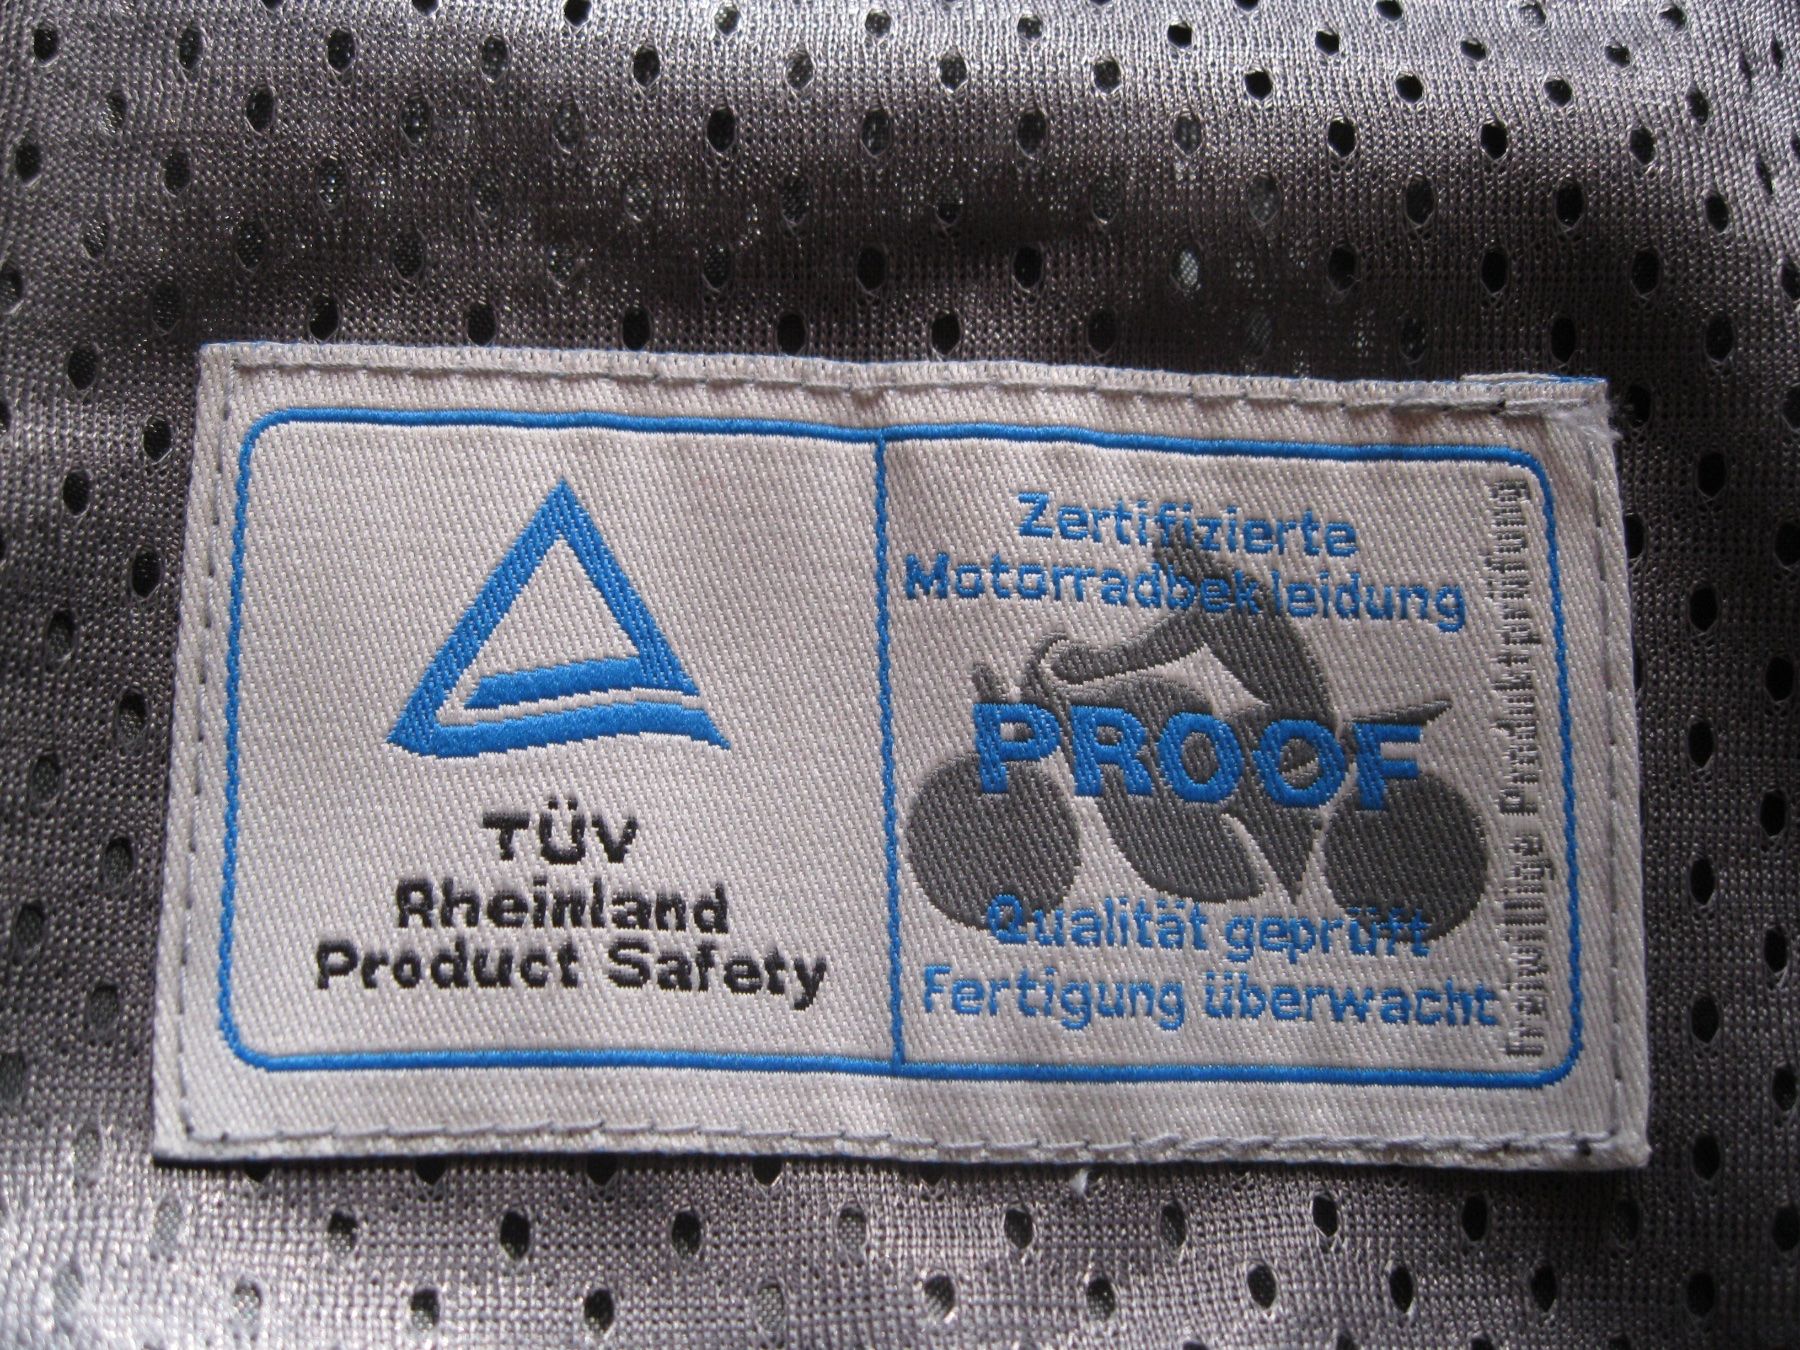 TÜV
Rheinland
Product Safety
Zertifizierte
Motorradbekleidung
PROOF
Qualität geprüft
Fertigung überwacht
Freiwillige Produktprüfung